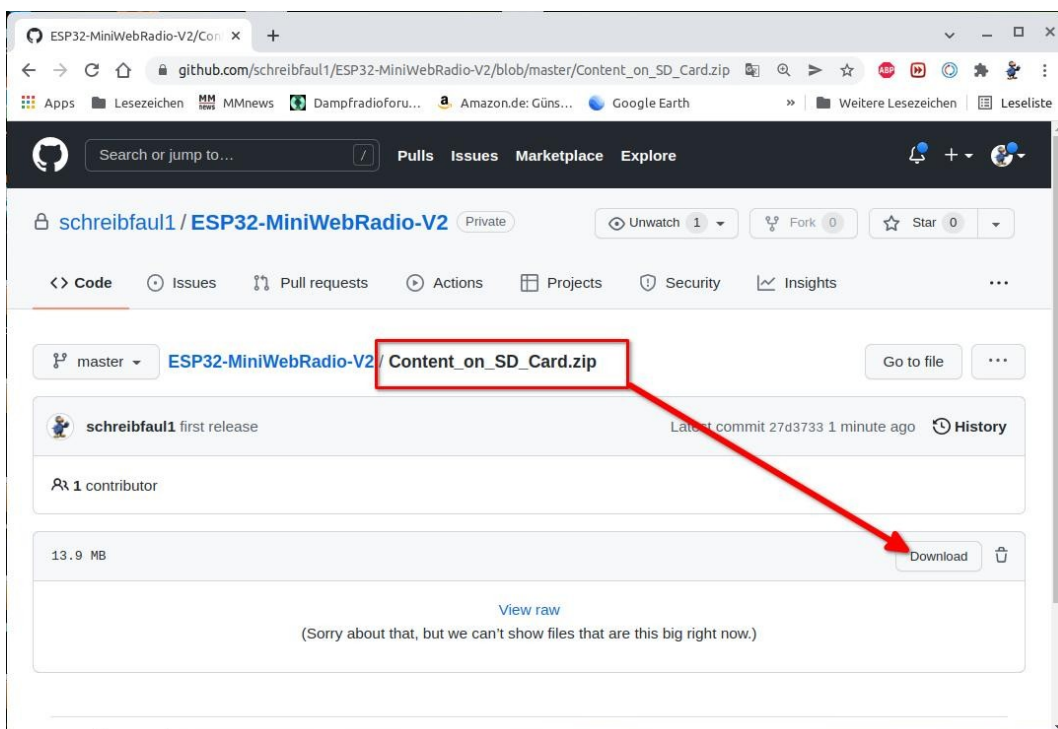 ESP32-MiniWebRadio-V2/Con
github.com/schreibfaul1/ESP32-MiniWebRadio-V2/blob/master/Content_on_SD_Card.zip ABP
Apps Lesezeichen MM news MMnews Dampfradioforu... Amazon.de: Güns... Google Earth » Weitere Lesezeichen Leseliste
Search or jump to... / Pulls Issues Marketplace Explore
schreibfaul1 / ESP32-MiniWebRadio-V2 Private Unwatch 1 Fork 0 Star 0
<> Code Issues Pull requests Actions Projects Security Insights ...
master ESP32-MiniWebRadio-V2 / Content_on_SD_Card.zip Go to file ...
schreibfaul1 first release Latest commit 27d3733 1 minute ago History
1 contributor
13.9 MB Download
View raw
(Sorry about that, but we can't show files that are this big right now.)